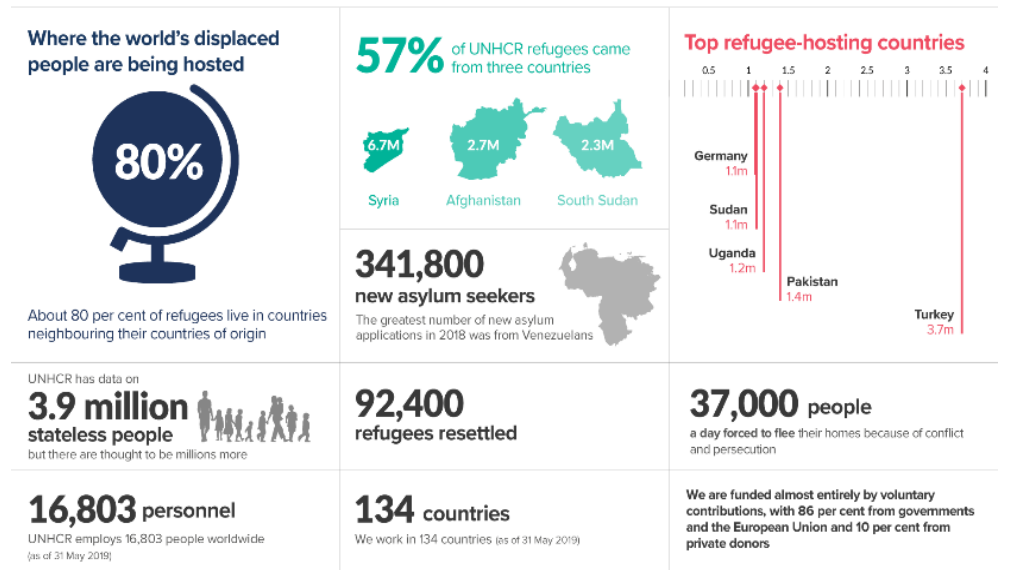 Where the world's displaced
people are being hosted
80%
About 80 per cent of refugees live in countries
neighbouring their countries of origin
57% of UNHCR refugees came
from three countries
6.7M
2.7M
2.3M
Syria
Afghanistan
South Sudan
341,800
new asylum seekers
The greatest number of new asylum
applications in 2018 was from Venezuelans
Top refugee-hosting countries
0.5 1 1.5 2 2.5 3 3.5 4
Germany
1.1m
Sudan
1.1m
Uganda
1.2m
Pakistan
1.4m
Turkey
3.7m
UNHCR has data on
3.9 million
stateless people
but there are thought to be millions more
92,400
refugees resettled
37,000 people
a day forced to flee their homes because of conflict
and persecution
16,803 personnel
UNHCR employs 16,803 people worldwide
(as of 31 May 2019)
134 countries
We work in 134 countries (as of 31 May 2019)
We are funded almost entirely by voluntary
contributions, with 86 per cent from governments
and the European Union and 10 per cent from
private donors